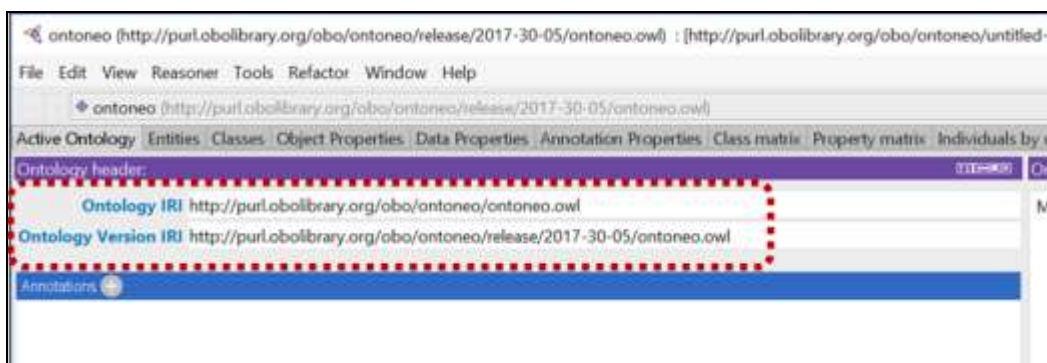 ontoneo (http://purl.obolibrary.org/obo/ontoneo/release/2017-30-05/ontoneo.owl) : [http://purl.obolibrary.org/obo/ontoneo/untitled-
File Edit View Reasoner Tools Refactor Window Help
ontoneo (http://purl.obolibrary.org/obo/ontoneo/release/2017-30-05/ontoneo.owl)
Active Ontology Entities Classes Object Properties Data Properties Annotation Properties Class matrix Property matrix Individuals by
Ontology header:
Ontology IRI http://purl.obolibrary.org/obo/ontoneo/ontoneo.owl
Ontology Version IRI http://purl.obolibrary.org/obo/ontoneo/release/2017-30-05/ontoneo.owl
Annotations